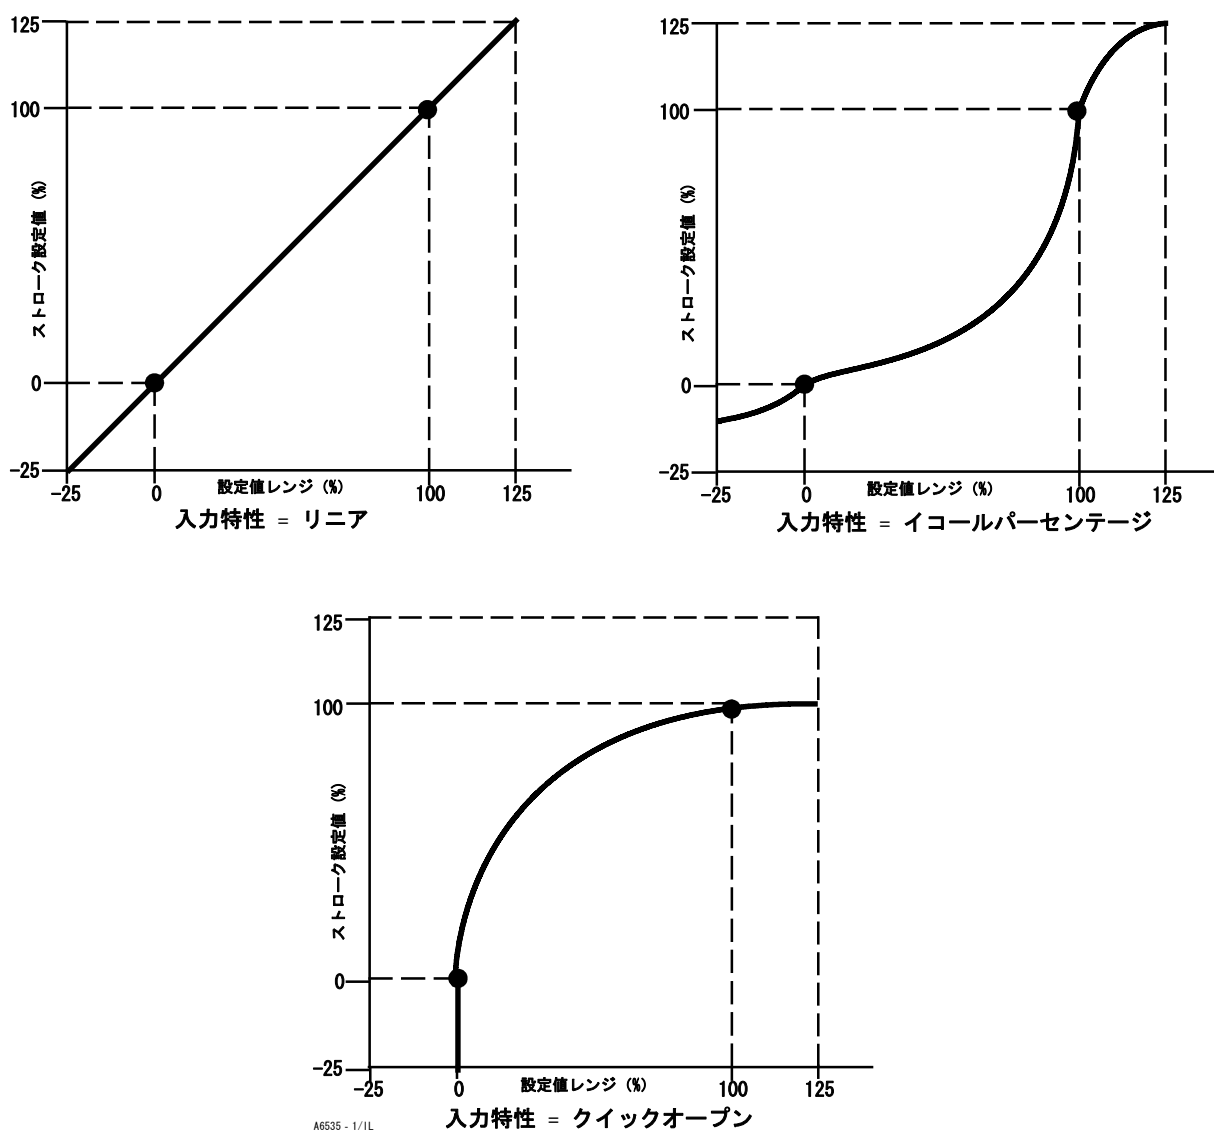 125
100
ストローク設定値 (%)
0
-25
-25 0 設定値レンジ (%) 100 125
入力特性 = リニア
125
100
ストローク設定値 (%)
0
-25
-25 0 設定値レンジ (%) 100 125
入力特性 = イコールパーセンテージ
125
100
ストローク設定値 (%)
0
-25
-25 0 設定値レンジ (%) 100 125
入力特性 = クイックオープン
A6535 - 1/IL